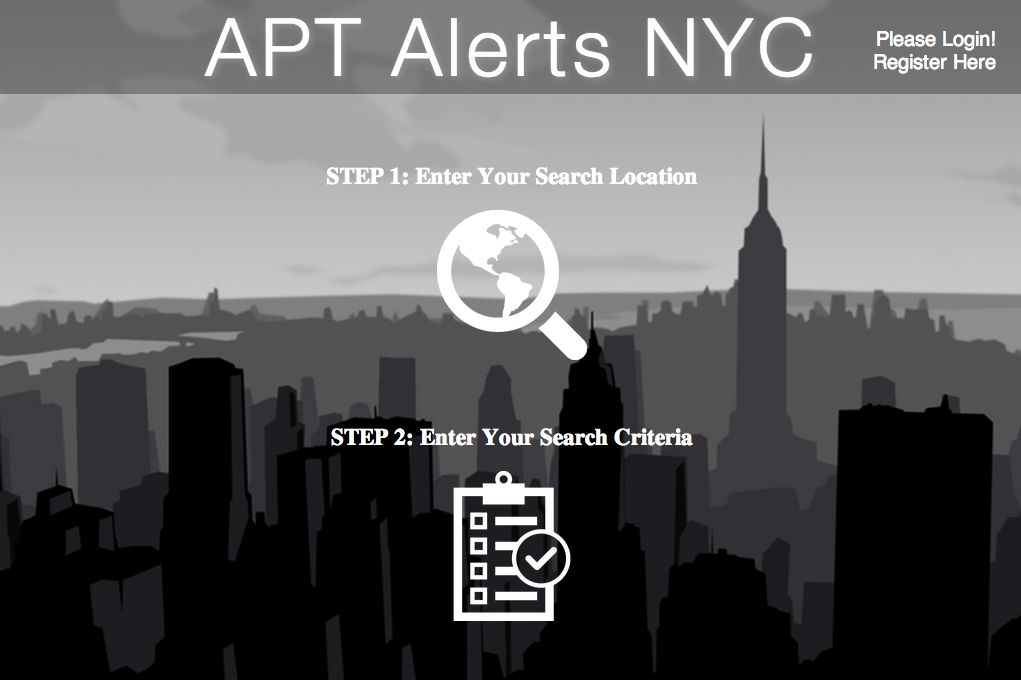 APT Alerts NYC
Please Login!
Register Here
STEP 1: Enter Your Search Location
STEP 2: Enter Your Search Criteria